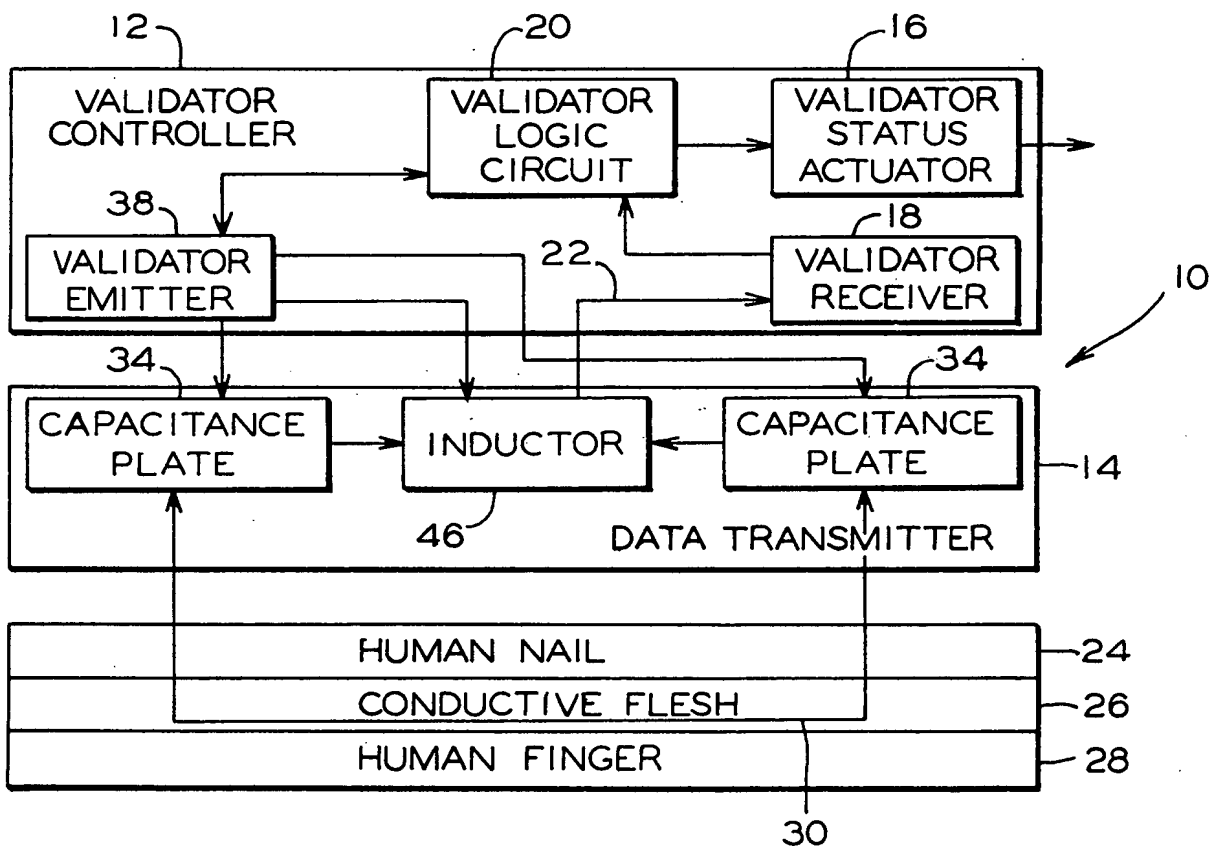 12
20
16
VALIDATOR
CONTROLLER
VALIDATOR
LOGIC
CIRCUIT
VALIDATOR
STATUS
ACTUATOR
38
VALIDATOR
EMITTER
22
18
VALIDATOR
RECEIVER
10
34
CAPACITANCE
PLATE
INDUCTOR
46
34
CAPACITANCE
PLATE
14
DATA TRANSMITTER
HUMAN NAIL
24
CONDUCTIVE FLESH
26
HUMAN FINGER
28
30